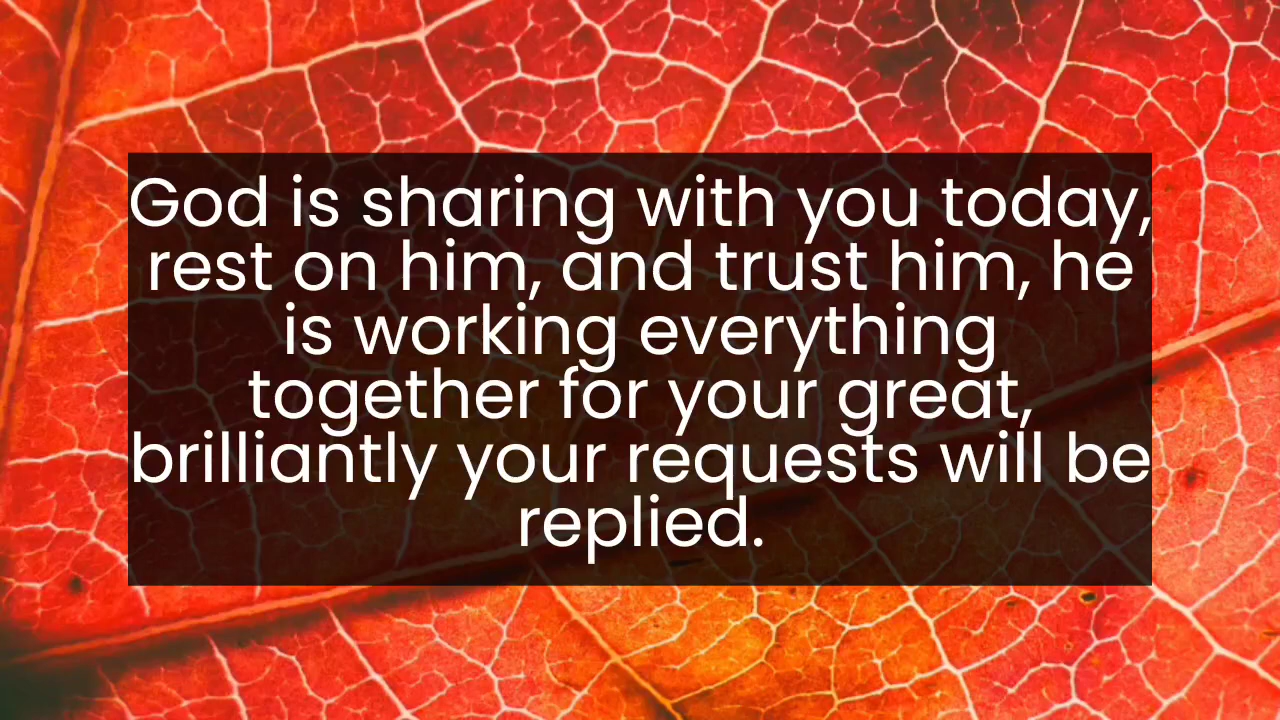 God is sharing with you today,
rest on him, and trust him, he
is working everything
together for your great,
brilliantly your requests will be
replied.